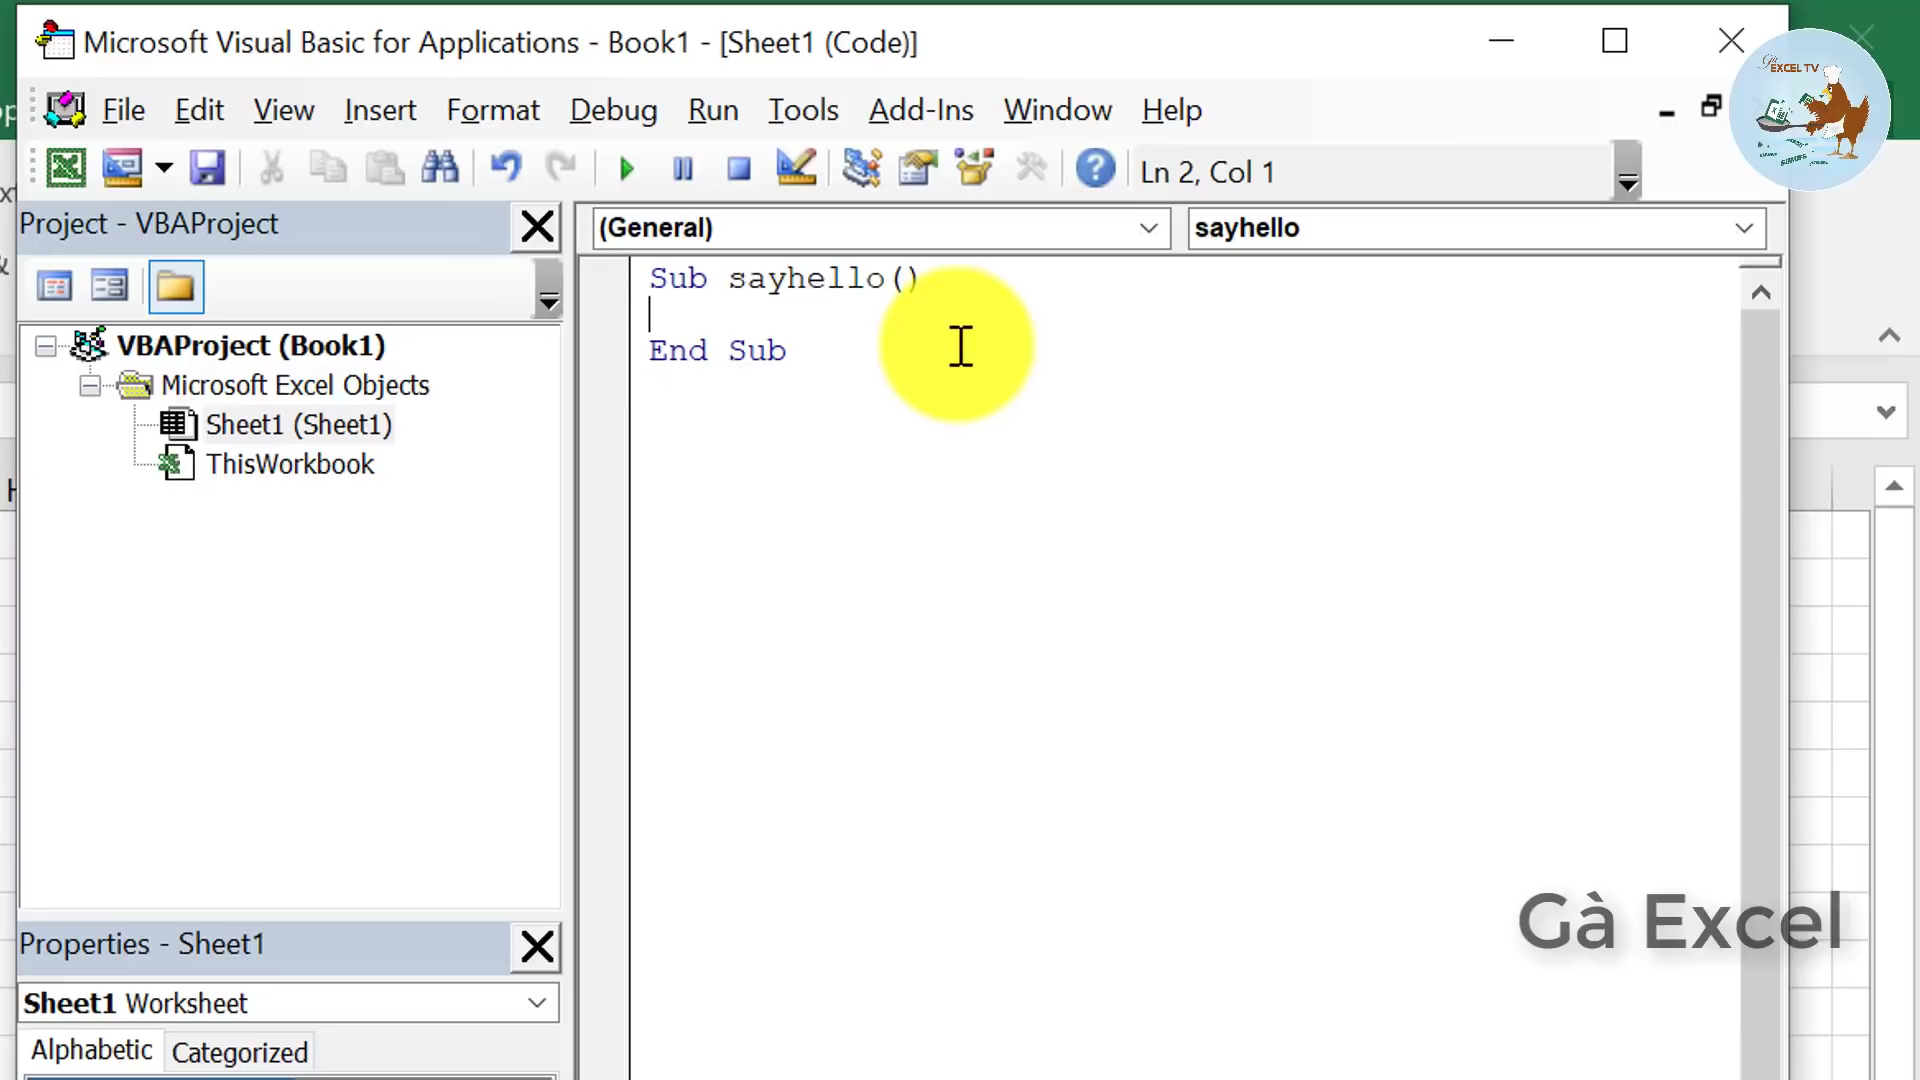 Microsoft Visual Basic for Applications - Book1 - [Sheet1 (Code)]
EXCEL TV
File Edit View Insert Format Debug Run Tools Add-Ins Window Help
Ln 2, Col 1
Project - VBAProject
(General)
sayhello
Sub sayhello()
End Sub
VBAProject (Book1)
Microsoft Excel Objects
Sheet1 (Sheet1)
ThisWorkbook
Gà Excel
Properties - Sheet1
Sheet1 Worksheet
Alphabetic Categorized